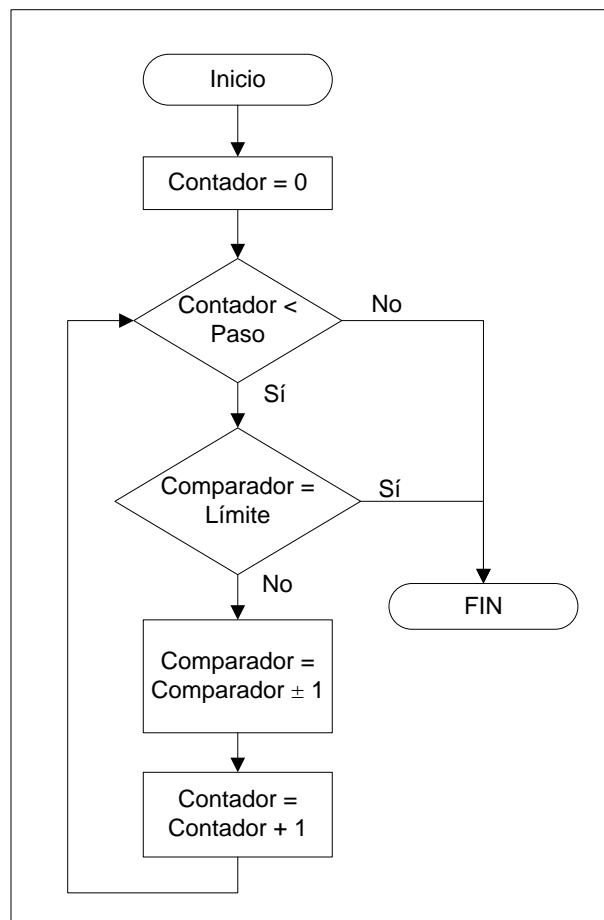 Inicio
Contador = 0
Contador <
Paso
No
Sí
Comparador =
Límite
Sí
No
FIN
Comparador =
Comparador ± 1
Contador =
Contador + 1